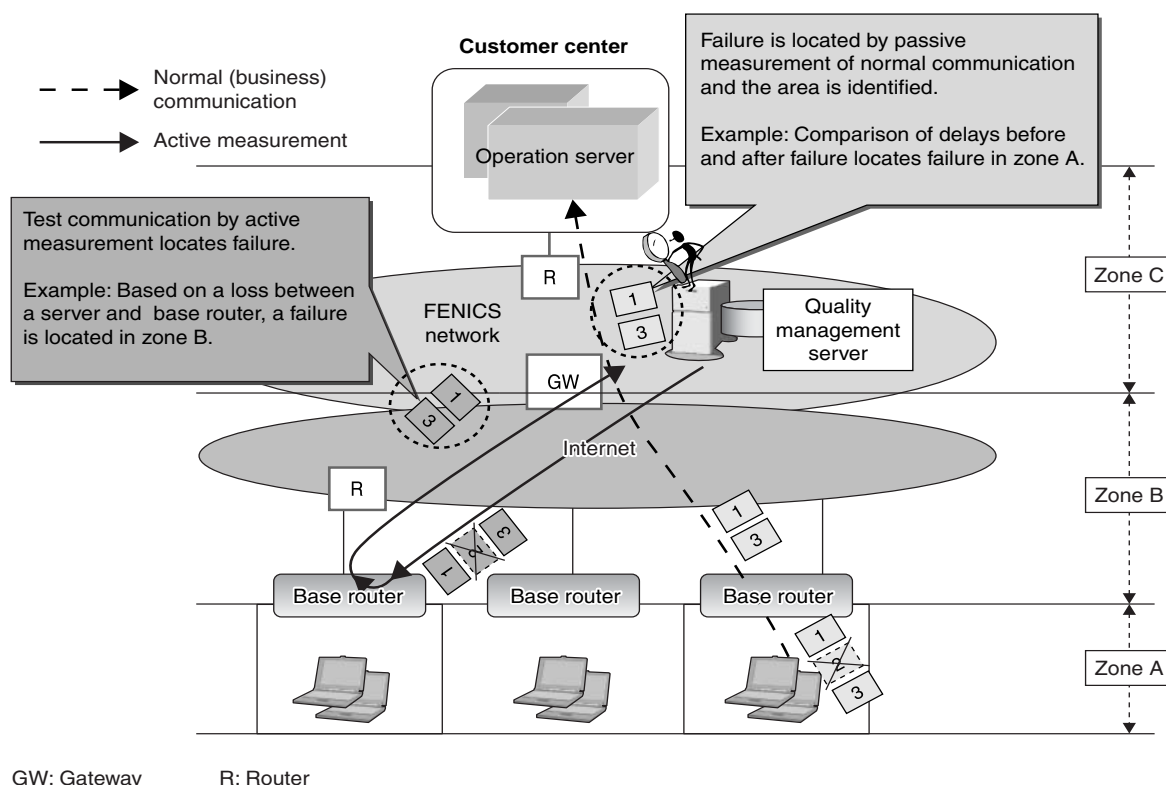 Customer center
Normal (business)
communication
Active measurement
Operation server
Failure is located by passive
measurement of normal communication
and the area is identified.
Example: Comparison of delays before
and after failure locates failure in zone A.
Test communication by active
measurement locates failure.
Example: Based on a loss between
a server and base router, a failure
is located in zone B.
R
FENICS
network
1
3
Quality
management
server
Zone C
GW
1
3
Internet
R
Zone B
1
3
1
2
3
Base router
Base router
Base router
1
2
3
Zone A
GW: Gateway
R: Router